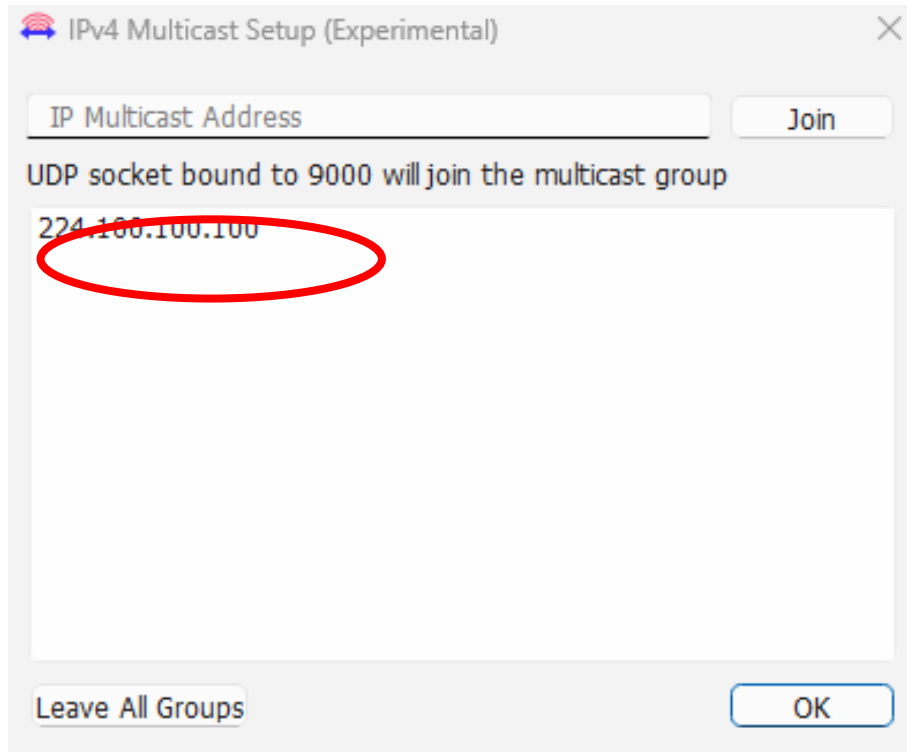 IPv4 Multicast Setup (Experimental)
IP Multicast Address
Join
UDP socket bound to 9000 will join the multicast group
224.100.100.100
Leave All Groups
OK